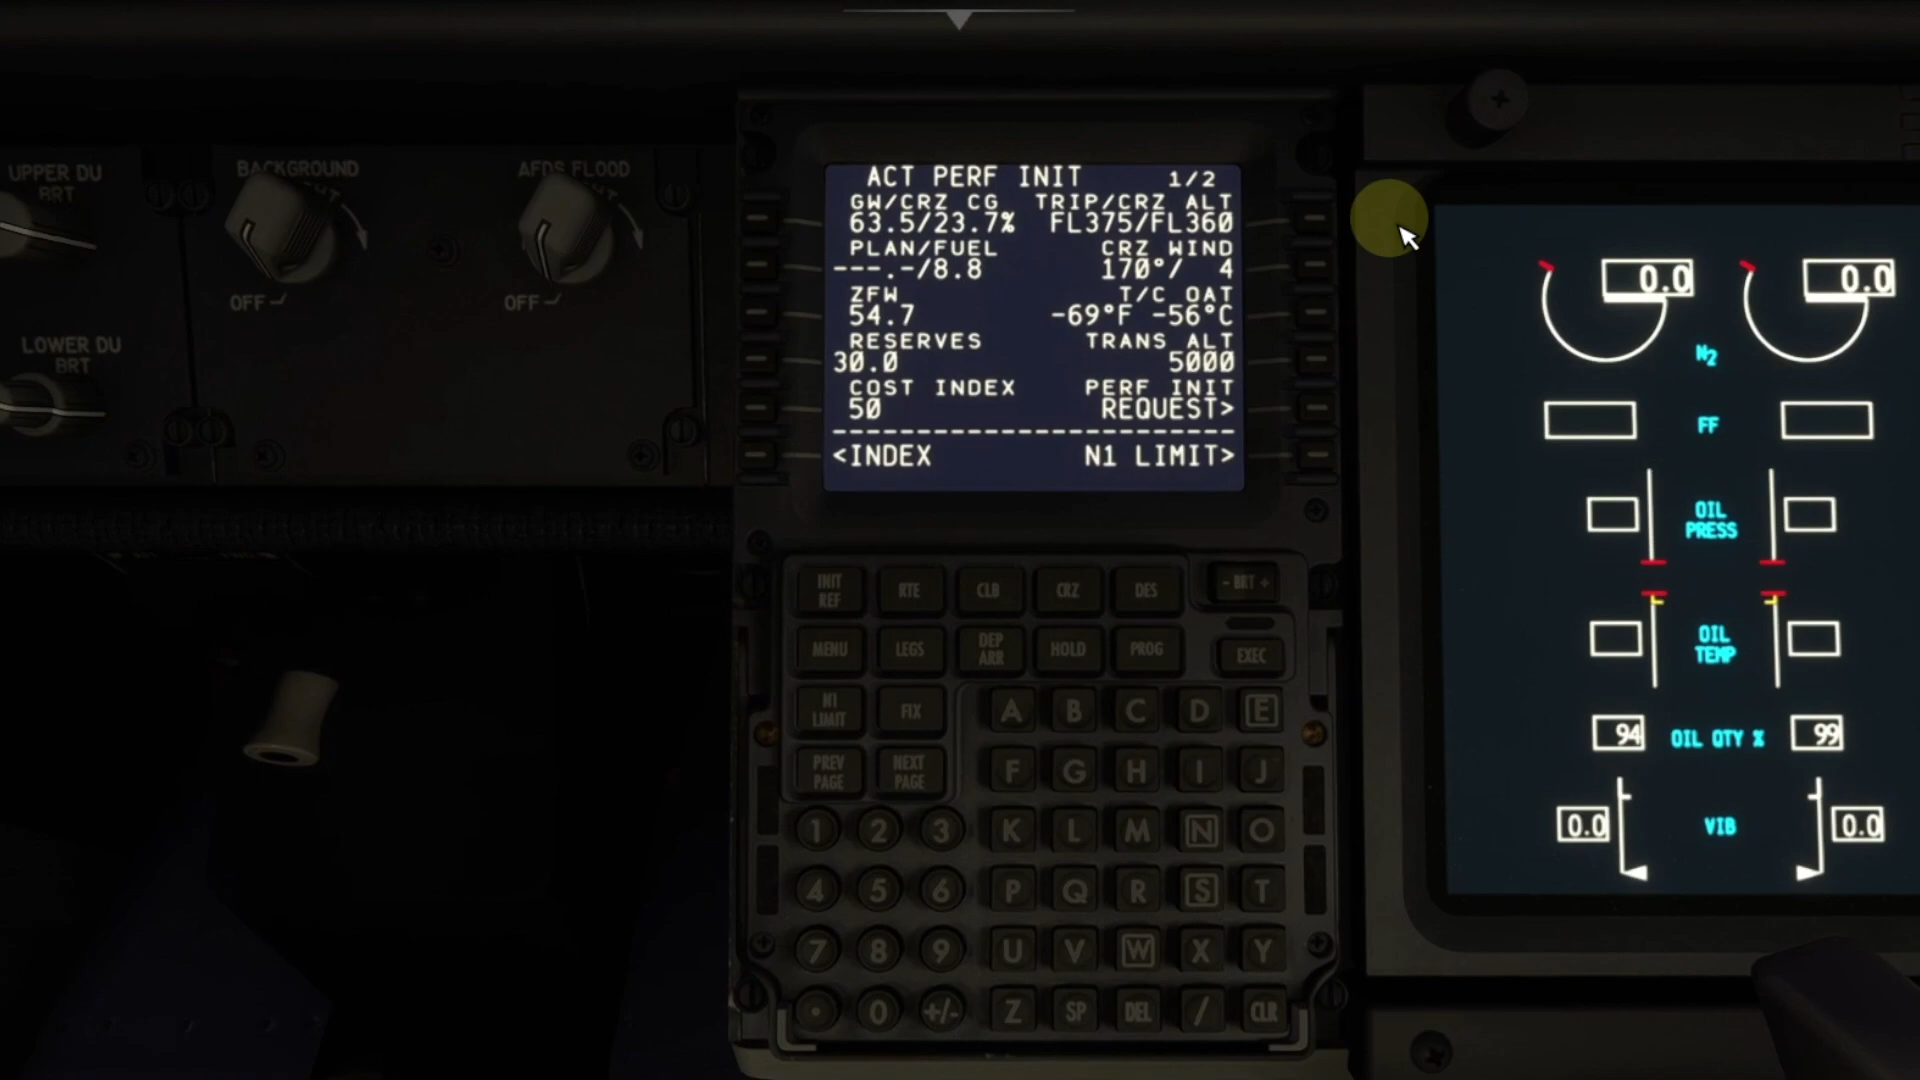 UPPER DU
BRT
BACKGROUND
OFF
AFDS FLOOD
OFF
LOWER DU
BRT
ACT PERF INIT 1/2
GW/CRZ CG TRIP/CRZ ALT
63.5/23.7% FL375/FL360
PLAN/FUEL CRZ WIND
---.-/8.8 170°/ 4
ZFW T/C OAT
54.7 -69°F -56°C
RESERVES TRANS ALT
30.0 5000
COST INDEX PERF INIT
50 REQUEST>
-------------------------
<INDEX N1 LIMIT>
INIT REF
RTE
CLB
CRZ
DES
- BRT +
MENU
LEGS
DEP ARR
HOLD
PROG
EXEC
N1 LIMIT
FIX
A B C D E
PREV PAGE
NEXT PAGE
F G H I J
1 2 3 K L M N O
4 5 6 P Q R S T
7 8 9 U V W X Y
. 0 +/- Z SP DEL / CLR
0.0 0.0
N2
FF
OIL
PRESS
OIL
TEMP
94 OIL QTY % 99
0.0 VIB 0.0